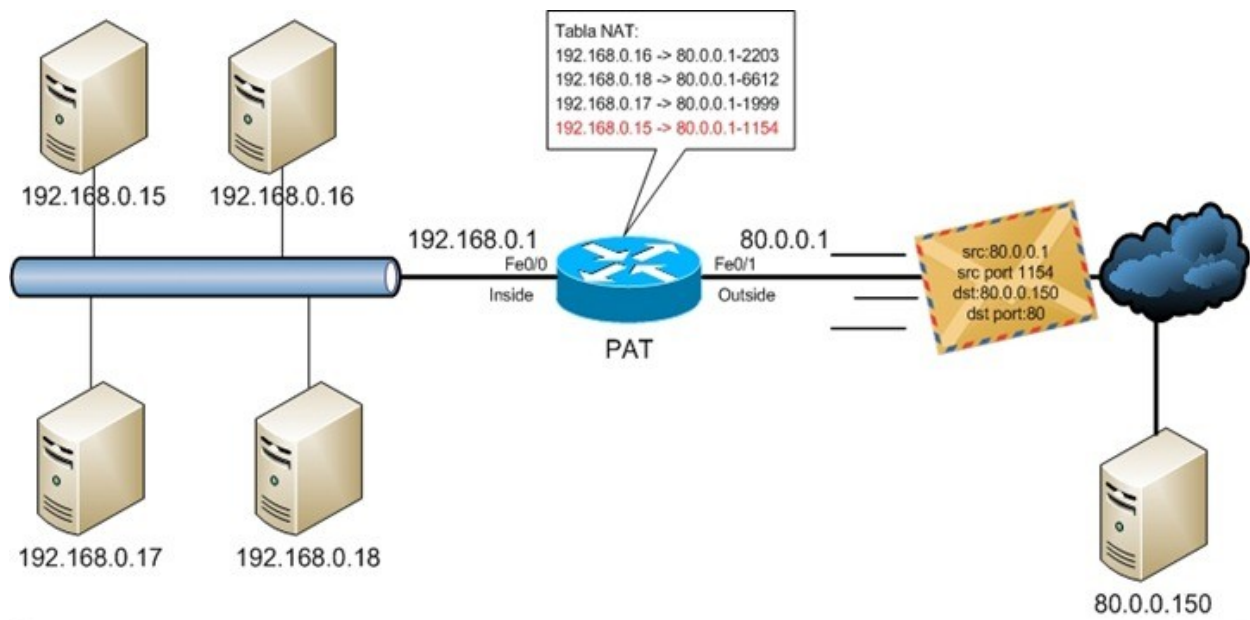 Tabla NAT:
192.168.0.16 -> 80.0.0.1-2203
192.168.0.18 -> 80.0.0.1-6612
192.168.0.17 -> 80.0.0.1-1999
192.168.0.15 -> 80.0.0.1-1154
192.168.0.15
192.168.0.16
192.168.0.1
Fe0/0
Inside
80.0.0.1
Fe0/1
Outside
PAT
src:80.0.0.1
src port 1154
dst:80.0.0.150
dst port:80
192.168.0.17
192.168.0.18
80.0.0.150